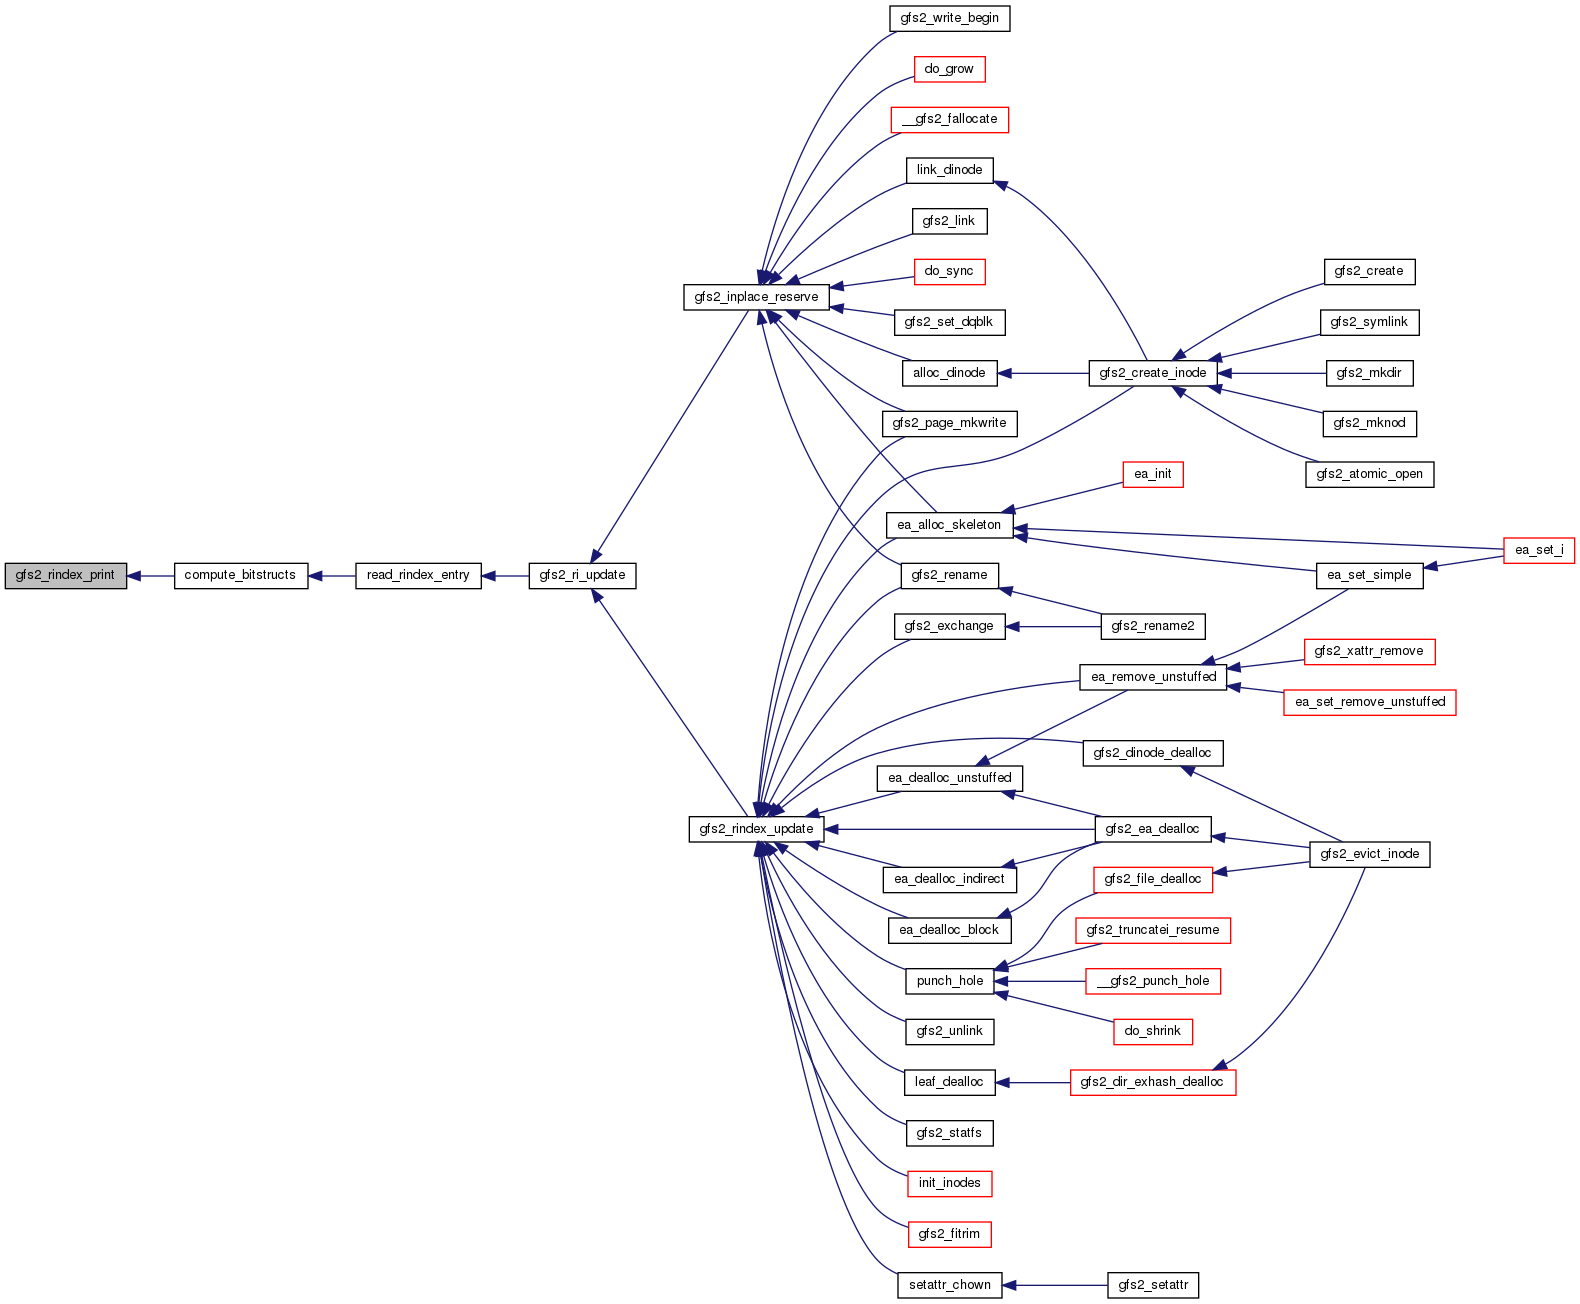 gfs2_write_begin
do_grow
__gfs2_fallocate
link_dinode
gfs2_link
gfs2_create
do_sync
gfs2_inplace_reserve
gfs2_set_dqblk
gfs2_symlink
alloc_dinode
gfs2_create_inode
gfs2_mkdir
gfs2_page_mkwrite
gfs2_mknod
ea_init
gfs2_atomic_open
ea_alloc_skeleton
ea_set_i
gfs2_rindex_print
compute_bitstructs
read_rindex_entry
gfs2_ri_update
gfs2_rename
ea_set_simple
gfs2_exchange
gfs2_rename2
gfs2_xattr_remove
ea_remove_unstuffed
ea_set_remove_unstuffed
gfs2_dinode_dealloc
ea_dealloc_unstuffed
gfs2_rindex_update
gfs2_ea_dealloc
gfs2_evict_inode
ea_dealloc_indirect
gfs2_file_dealloc
ea_dealloc_block
gfs2_truncatei_resume
punch_hole
__gfs2_punch_hole
gfs2_unlink
do_shrink
leaf_dealloc
gfs2_dir_exhash_dealloc
gfs2_statfs
init_inodes
gfs2_fitrim
setattr_chown
gfs2_setattr